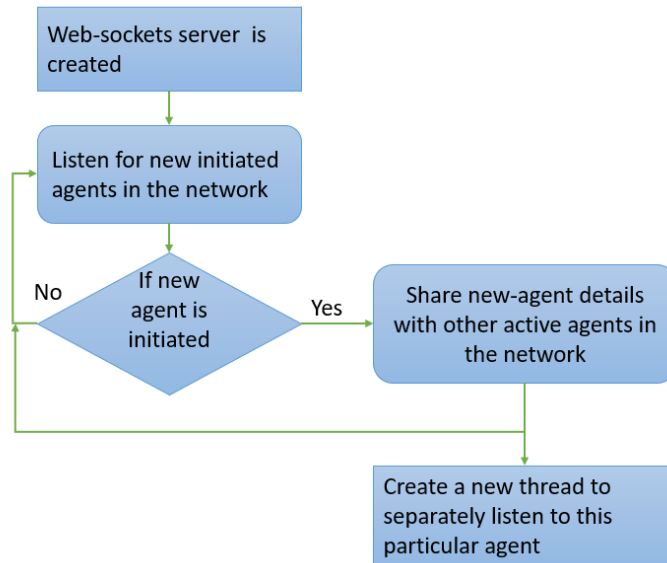 Web-sockets server is
created
Listen for new initiated
agents in the network
If new
agent is
initiated
No
Yes
Share new-agent details
with other active agents in
the network
Create a new thread to
separately listen to this
particular agent